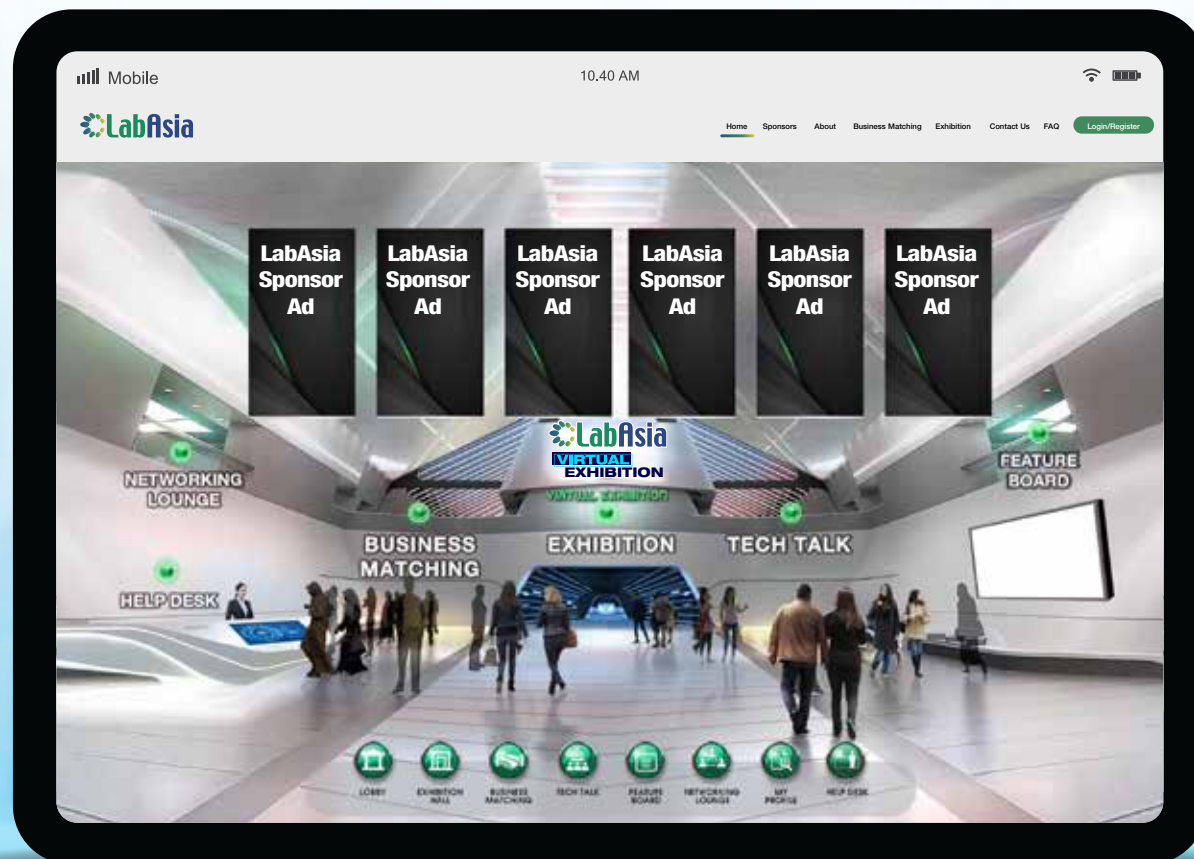 Mobile
10.40 AM
LabAsia
Home Sponsors About Business Matching Exhibition Contact Us FAQ Login/Register
LabAsia Sponsor Ad
LabAsia Sponsor Ad
LabAsia Sponsor Ad
LabAsia Sponsor Ad
LabAsia Sponsor Ad
LabAsia Sponsor Ad
LabAsia
VIRTUAL
EXHIBITION
VIRTUAL EXHIBITION
NETWORKING
LOUNGE
FEATURE
BOARD
BUSINESS
MATCHING
EXHIBITION
TECH TALK
HELP DESK
LOBBY
EXHIBITION
HALL
BUSINESS
MATCHING
TECH TALK
FEATURE
BOARD
NETWORKING
LOUNGE
MY
PROFILE
HELP DESK